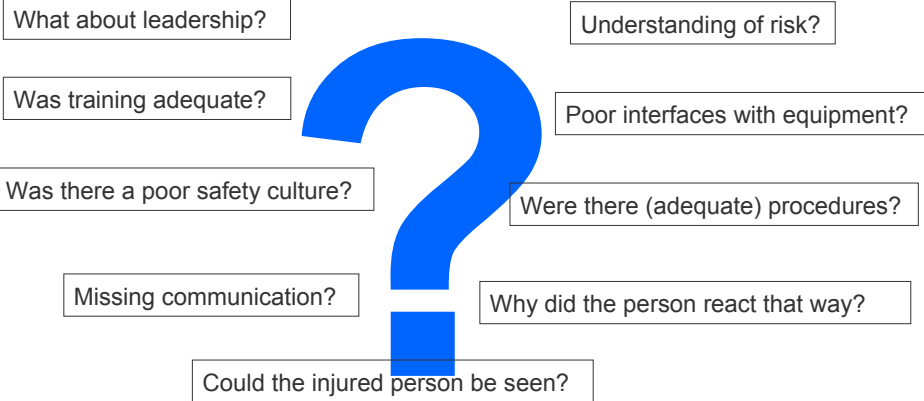 What about leadership?
Understanding of risk?
Was training adequate?
Poor interfaces with equipment?
Was there a poor safety culture?
Were there (adequate) procedures?
Missing communication?
Why did the person react that way?
Could the injured person be seen?
?